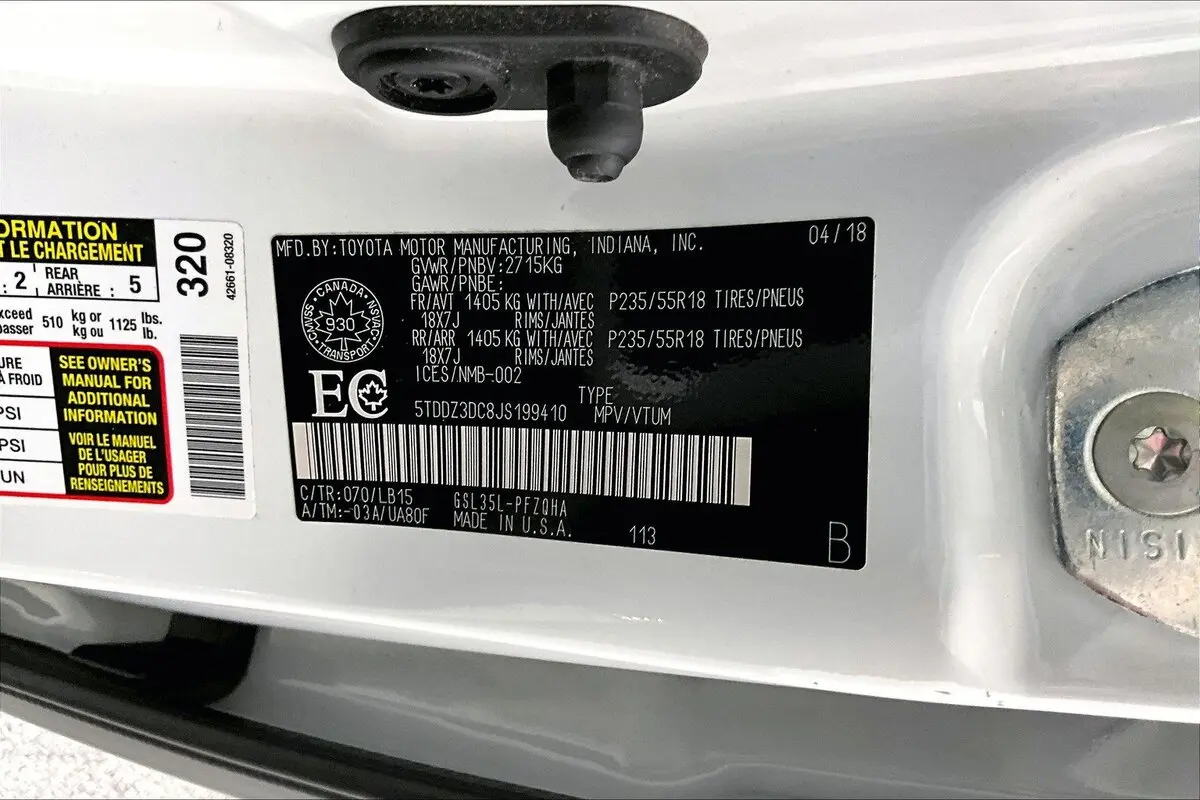 ORMATION
T LE CHARGEMENT
: 2 REAR ARRIÈRE : 5
xceed
passer 510 kg or kg ou 1125 lbs. lb.
320
42661-08320
URE
À FROID
PSI
PSI
UN
SEE OWNER'S
MANUAL FOR
ADDITIONAL
INFORMATION
VOIR LE MANUEL
DE L'USAGER
POUR PLUS DE
RENSEIGNEMENTS
MFD. BY: TOYOTA MOTOR MANUFACTURING, INDIANA, INC. 04/18
GVWR/PNBV: 2715KG
GAWR/PNBE:
FR/AVT 1405 KG WITH/AVEC P235/55R18 TIRES/PNEUS
18X7J RIMS/JANTES
RR/ARR 1405 KG WITH/AVEC P235/55R18 TIRES/PNEUS
18X7J RIMS/JANTES
ICES/NMB-002
CANADA
930
TRANSPORT
EC
TYPE
5TDDZ3DC8JS199410 MPV/VTUM
C/TR: 070/LB15 GSL35L-PFZQHA
A/TM: -03A/UA80F MADE IN U.S.A. 113
B
NISI